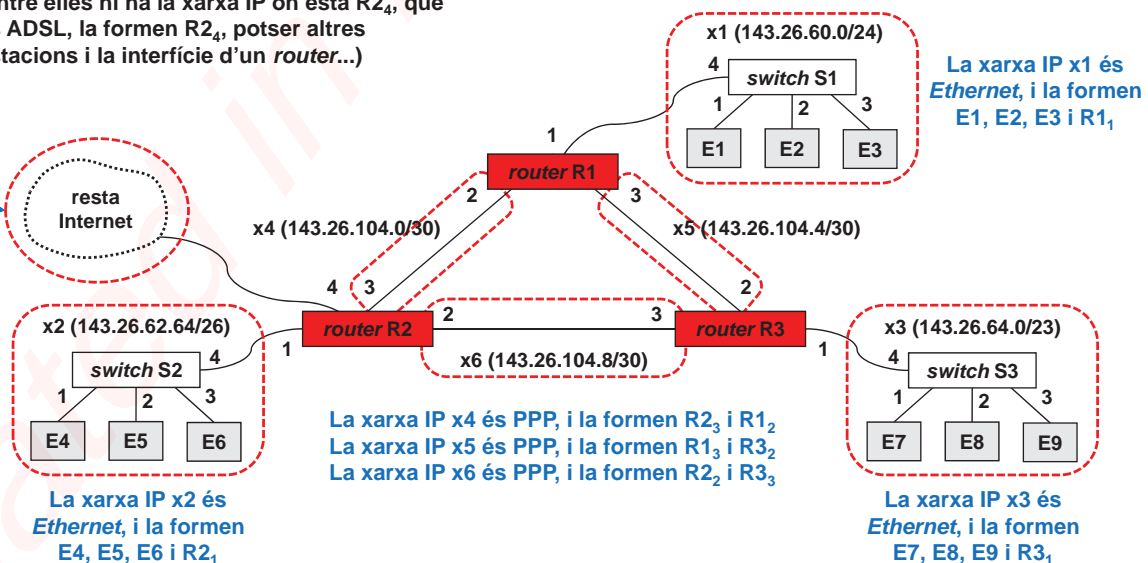 entre elles hi ha la xarxa IP on està R2₄, que
ADSL, la formen R2₄, potser altres
stacions i la interfície d'un router...)
x1 (143.26.60.0/24)
4
switch S1
1
2
3
E1
E2
E3
La xarxa IP x1 és
Ethernet, i la formen
E1, E2, E3 i R1₁
1
router R1
2
3
resta
Internet
x4 (143.26.104.0/30)
x5 (143.26.104.4/30)
4
3
2
router R2
2
3
router R3
1
1
x6 (143.26.104.8/30)
x2 (143.26.62.64/26)
switch S2
4
1
2
3
E4
E5
E6
x3 (143.26.64.0/23)
4
switch S3
1
2
3
E7
E8
E9
La xarxa IP x4 és PPP, i la formen R2₃ i R1₂
La xarxa IP x5 és PPP, i la formen R1₃ i R3₂
La xarxa IP x6 és PPP, i la formen R2₂ i R3₃
La xarxa IP x2 és
Ethernet, i la formen
E4, E5, E6 i R2₁
La xarxa IP x3 és
Ethernet, i la formen
E7, E8, E9 i R3₁